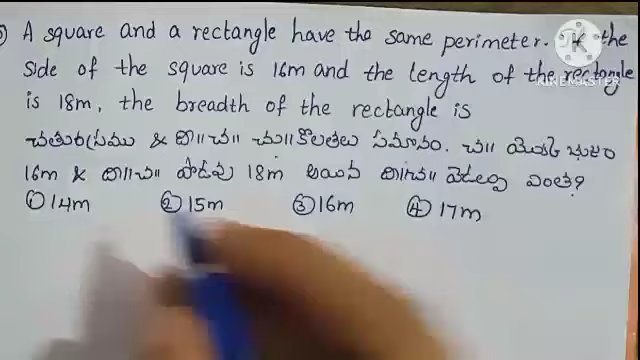 A square and a rectangle have the same perimeter. If the
side of the square is 16m and the length of the rectangle
is 18m, the breadth of the rectangle is
చతురస్రము & దీ॥చ॥ చు॥కొలతలు సమానం. చ॥ యొక్క భుజం
16m & దీ॥చ॥ పొడవు 18m అయిన దీ॥చ॥ వెడల్పు ఎంత?
① 14m ② 15m ③ 16m ④ 17m
KINEMASTER